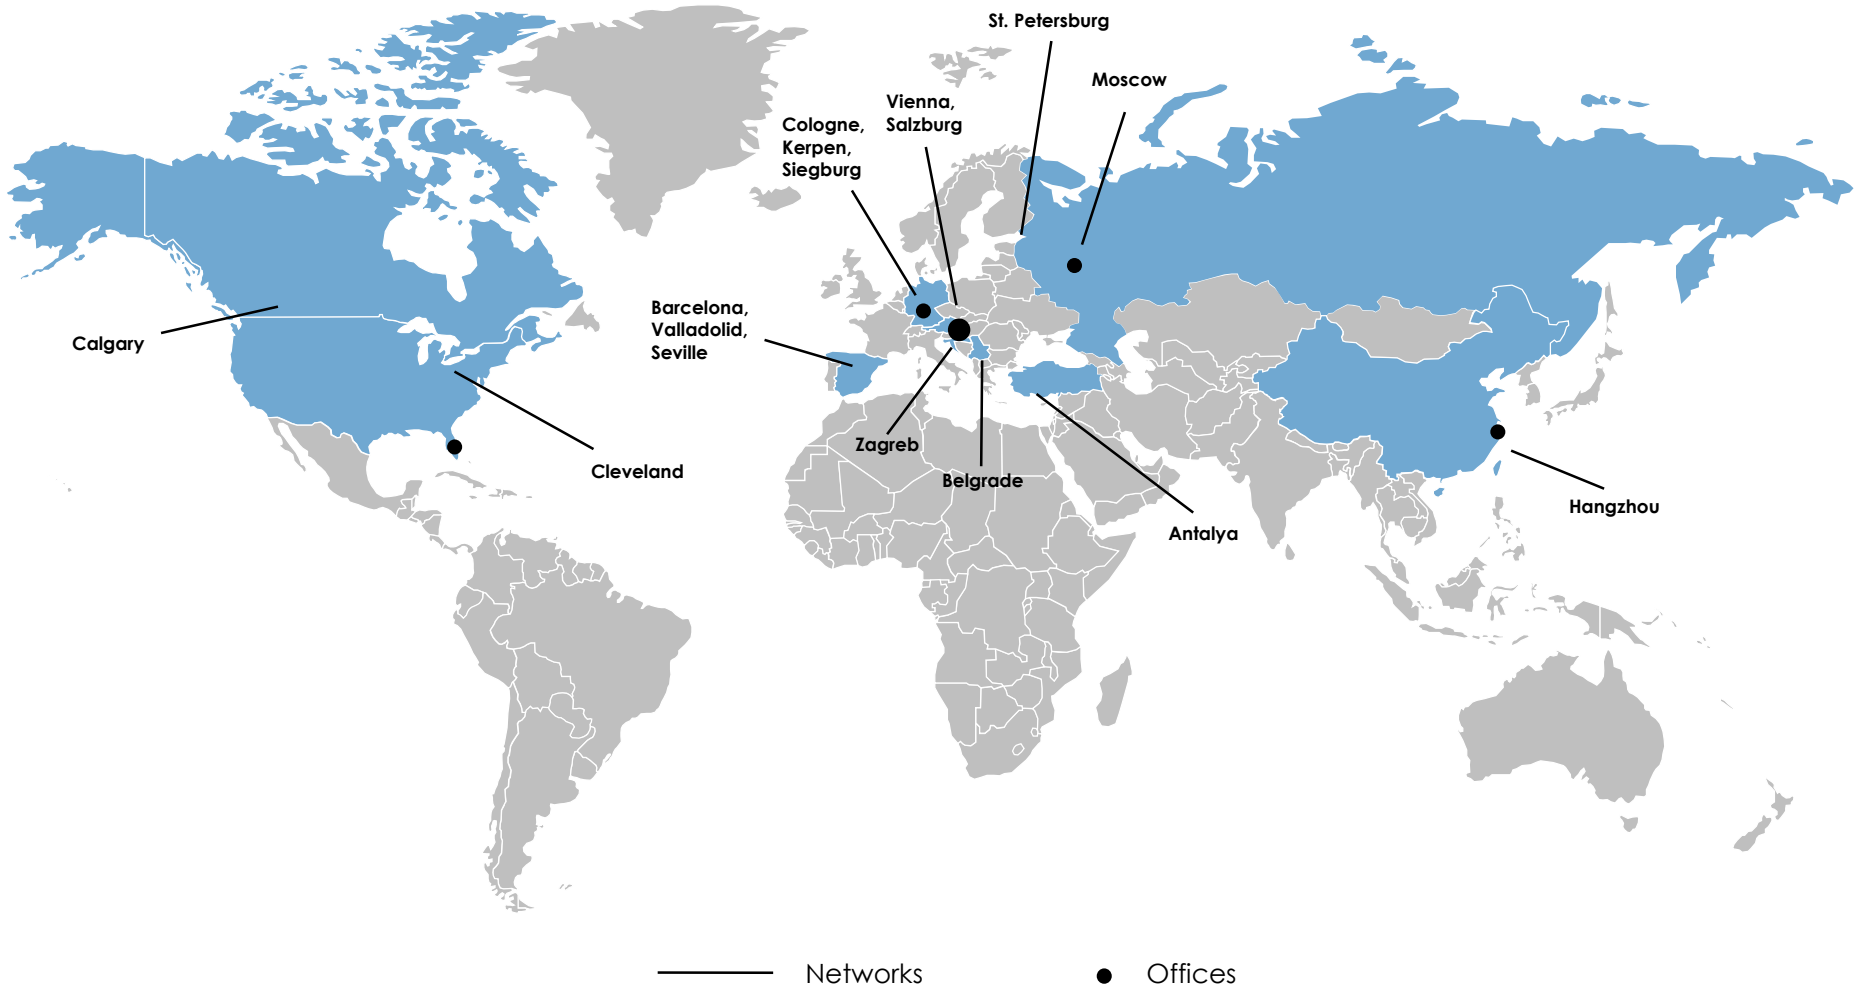 St. Petersburg
Moscow
Vienna,
Salzburg
Cologne,
Kerpen,
Siegburg
Barcelona,
Valladolid,
Seville
Calgary
Cleveland
Zagreb
Belgrade
Antalya
Hangzhou
Networks
Offices